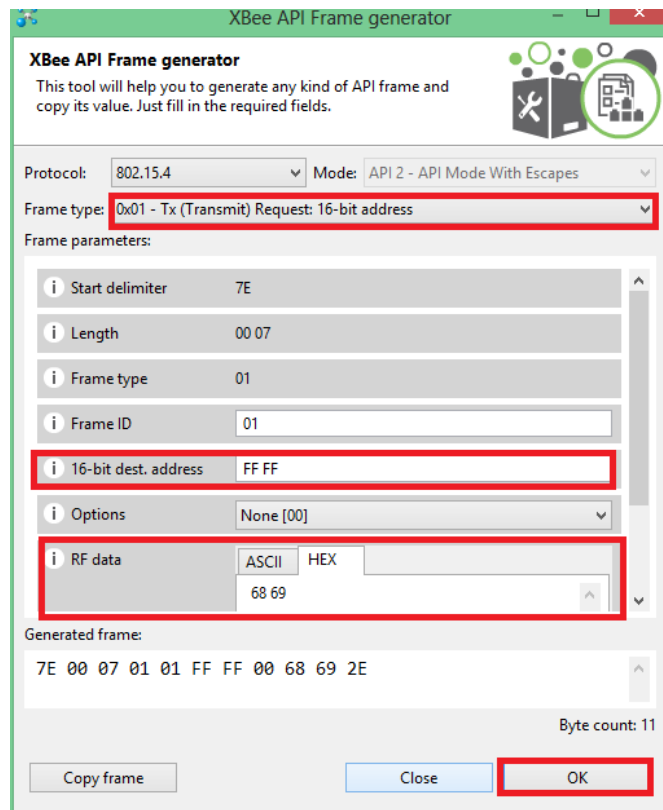 XBee API Frame generator
XBee API Frame generator
This tool will help you to generate any kind of API frame and
copy its value. Just fill in the required fields.
Protocol: 802.15.4 Mode: API 2 - API Mode With Escapes
Frame type: 0x01 - Tx (Transmit) Request: 16-bit address
Frame parameters:
i Start delimiter 7E
i Length 00 07
i Frame type 01
i Frame ID 01
i 16-bit dest. address FF FF
i Options None [00]
i RF data ASCII HEX
68 69
Generated frame:
7E 00 07 01 01 FF FF 00 68 69 2E
Byte count: 11
Copy frame Close OK